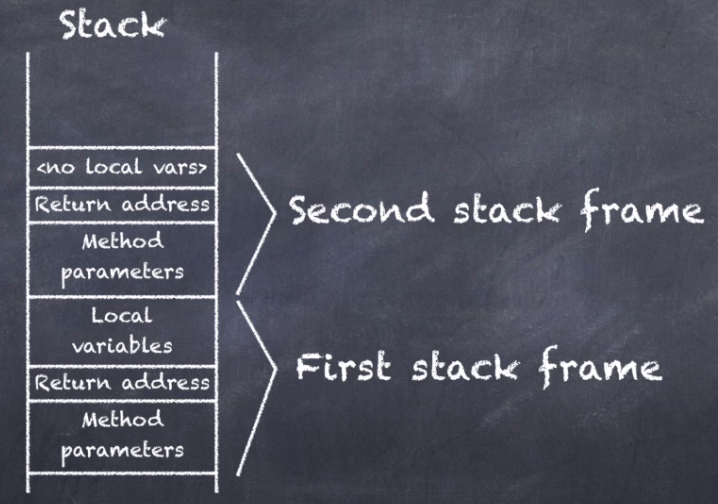 Stack
<no local vars>
Return address
Method
parameters
Second stack frame
Local
variables
Return address
Method
parameters
First stack frame